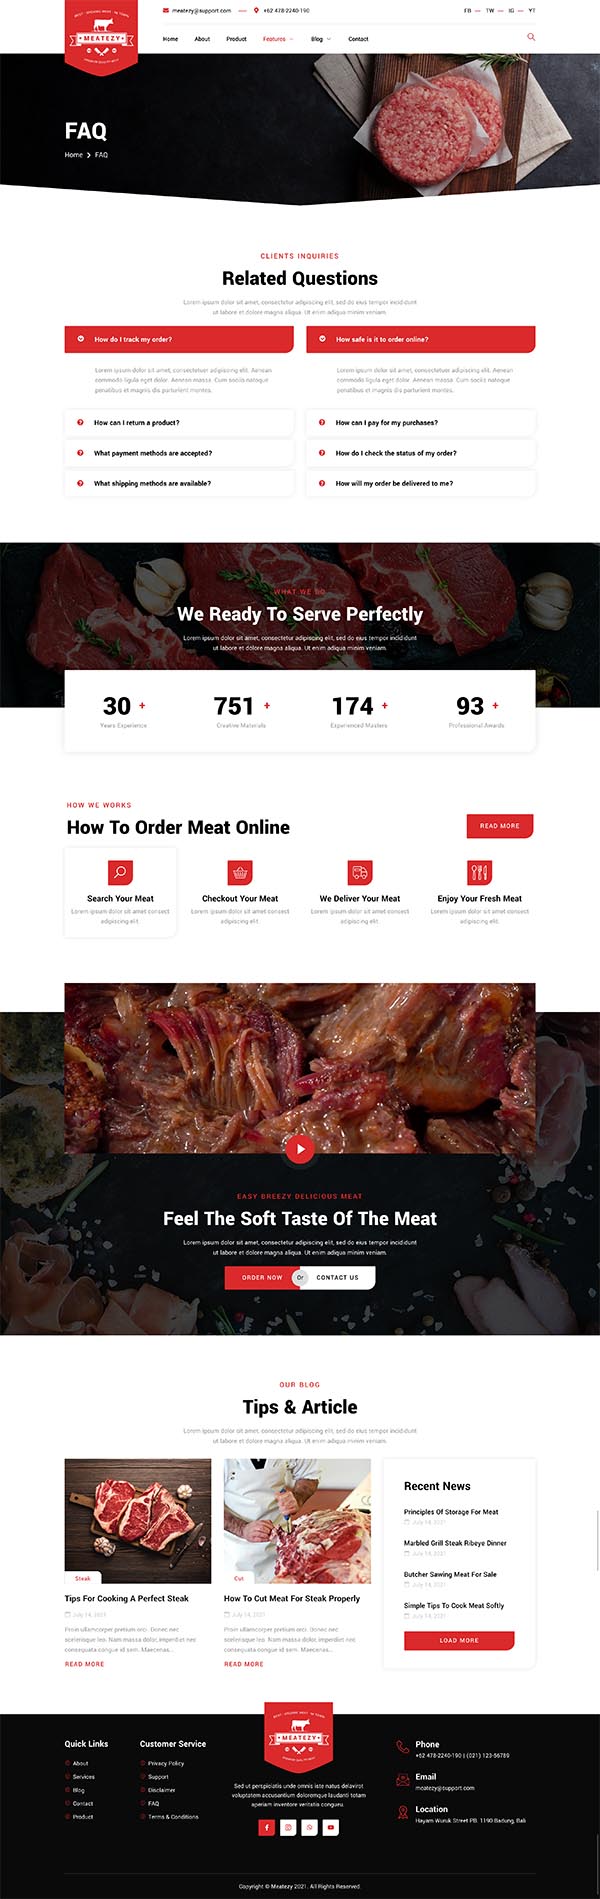 meatezy@support.com
+62 478-2240-190
FB — TW — IG — YT
MEATEZY
Home
About
Product
Features
Blog
Contact
FAQ
Home > FAQ
CLIENTS INQUIRIES
Related Questions
Lorem ipsum dolor sit amet, consectetur adipiscing elit, sed do eius tempor incididunt
ut labore et dolore magna aliqua. Ut enim adiqua minim veniam.
How do I track my order?
How safe is it to order online?
Lorem ipsum dolor sit amet, consectetuer adipiscing elit. Aenean
commodo ligula eget dolor. Aenean massa. Cum sociis natoque
penatibus et magnis dis parturient montes.
Lorem ipsum dolor sit amet, consectetuer adipiscing elit. Aenean
commodo ligula eget dolor. Aenean massa. Cum sociis natoque
penatibus et magnis dis parturient montes.
How can I return a product?
How can I pay for my purchases?
What payment methods are accepted?
How do I check the status of my order?
What shipping methods are available?
How will my order be delivered to me?
WHAT WE DO
We Ready To Serve Perfectly
Lorem ipsum dolor sit amet, consectetur adipiscing elit, sed do eius tempor incididunt
ut labore et dolore magna aliqua. Ut enim adiqua minim veniam.
30 +
751 +
174 +
93 +
Years Experience
Creative Materials
Experienced Masters
Professional Awards
HOW WE WORKS
How To Order Meat Online
READ MORE
Search Your Meat
Checkout Your Meat
We Deliver Your Meat
Enjoy Your Fresh Meat
Lorem ipsum dolor sit amet consect
adipiscing elit
Lorem ipsum dolor sit amet consect
adipiscing elit.
Lorem ipsum dolor sit amet consect
adipiscing elit.
Lorem ipsum dolor sit amet consect
adipiscing elit.
EASY BREEZY DELICIOUS MEAT
Feel The Soft Taste Of The Meat
Lorem ipsum dolor sit amet, consectetur adipiscing elit, sed do eius tempor incididunt
ut labore et dolore magna aliqua. Ut enim adiqua minim veniam.
ORDER NOW Or CONTACT US
OUR BLOG
Tips & Article
Lorem ipsum dolor sit amet, consectetur adipiscing elit, sed do eius tempor incididunt
ut labore et dolore magna aliqua. Ut enim adiqua minim veniam.
Steak
Tips For Cooking A Perfect Steak
July 14, 2021
Proin ullamcorper pretium orci. Donec nec
scelerisque leo. Nam massa dolor, imperdiet nec
consequata congue id sem. Maecenas...
READ MORE
Cut
How To Cut Meat For Steak Properly
July 14, 2021
Proin ullamcorper pretium orci. Donec nec
scelerisque leo. Nam massa dolor, imperdiet nec
consequata congue id sem. Maecenas...
READ MORE
Recent News
Principles Of Storage For Meat
July 14, 2021
Marbled Grill Steak Ribeye Dinner
July 14, 2021
Butcher Sawing Meat For Sale
July 14, 2021
Simple Tips To Cook Meat Softly
July 14, 2021
LOAD MORE
Quick Links
About
Services
Blog
Contact
Product
Customer Service
Privacy Policy
Support
Disclaimer
FAQ
Terms & Conditions
MEATEZY
Sed ut perspiciatis unde omnis iste natus delavirot
voluptatem accusantium doloremque laudanti totam
aperiam inventore veritatis congueu.
Phone
+62 478-2240-190 | (021) 123-56789
Email
meatezy@support.com
Location
Hayam Wuruk Street PB. 1190 Badung, Bali
Copyright © Meatezy 2021. All Rights Reserved.